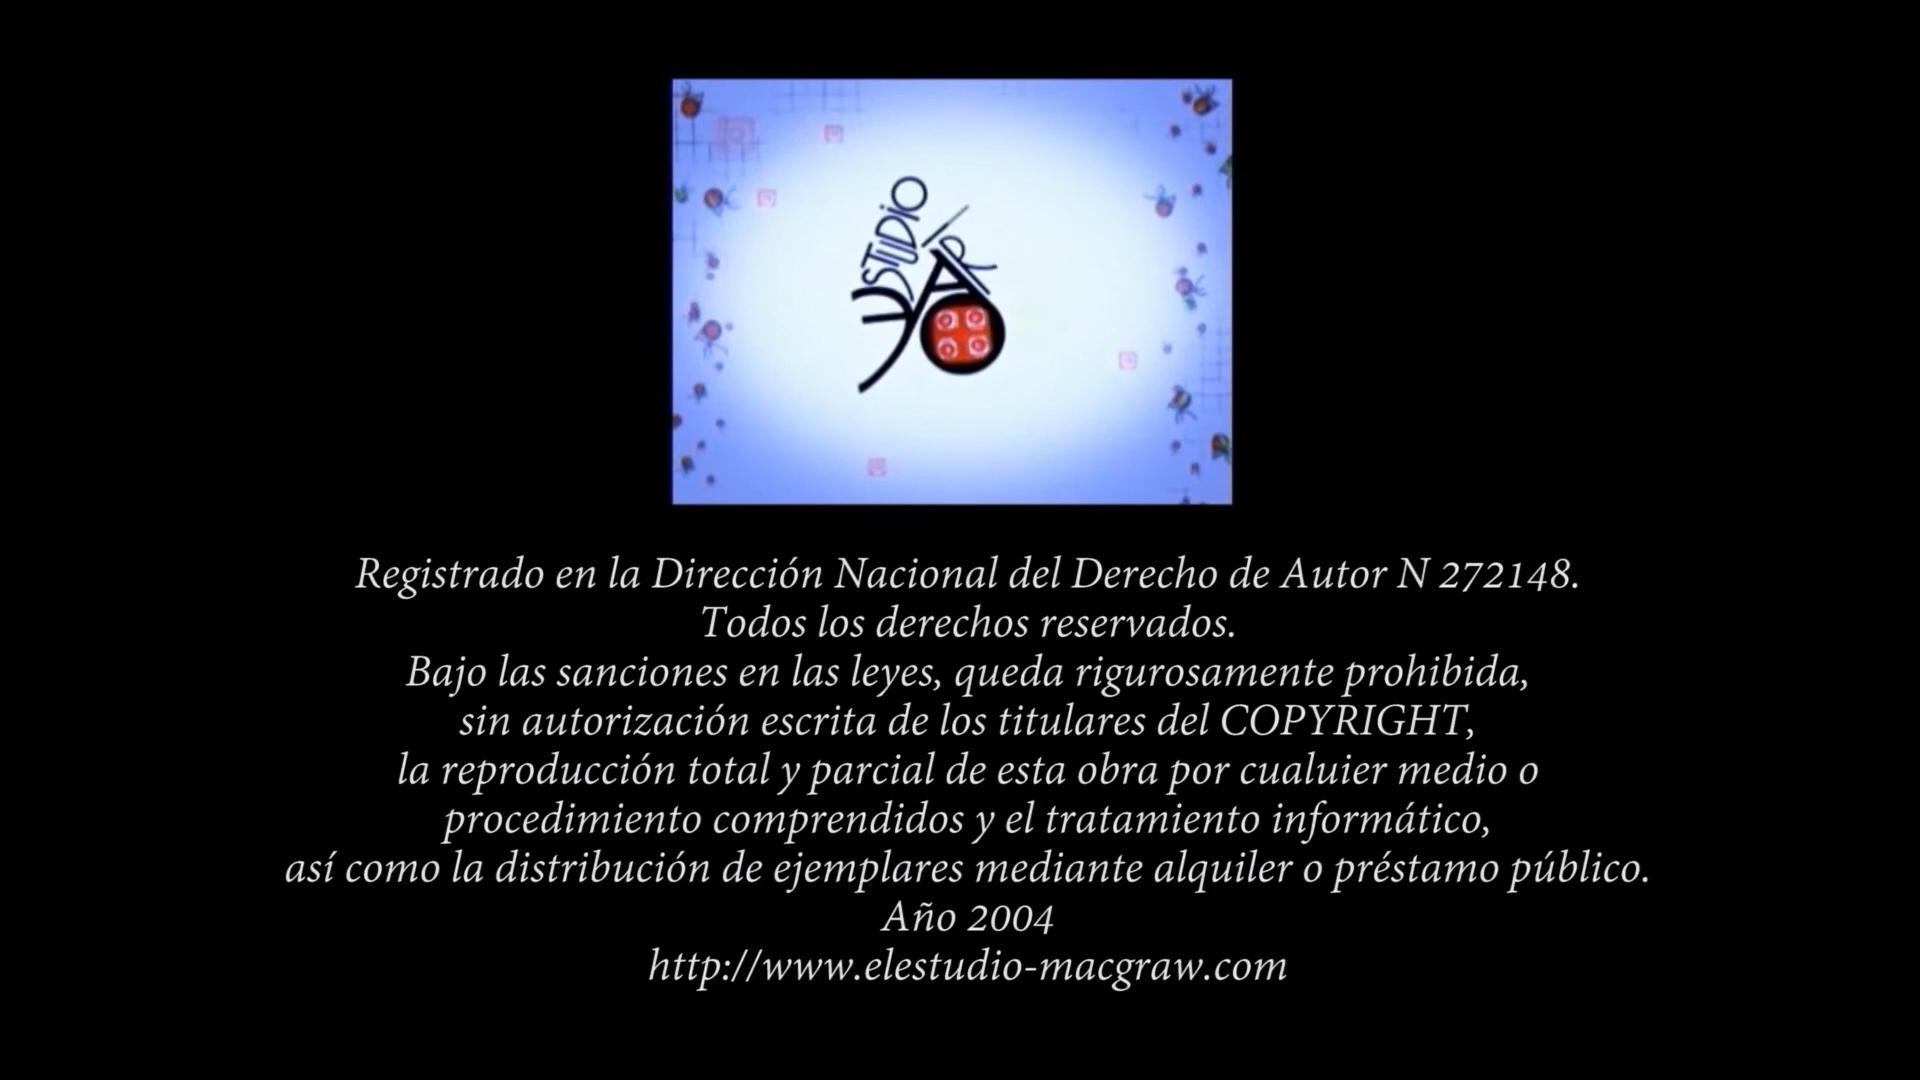 ESTUDiO
Registrado en la Dirección Nacional del Derecho de Autor N 272148.
Todos los derechos reservados.
Bajo las sanciones en las leyes, queda rigurosamente prohibida,
sin autorización escrita de los titulares del COPYRIGHT,
la reproducción total y parcial de esta obra por cualuier medio o
procedimiento comprendidos y el tratamiento informático,
así como la distribución de ejemplares mediante alquiler o préstamo público.
Año 2004
http://www.elestudio-macgraw.com